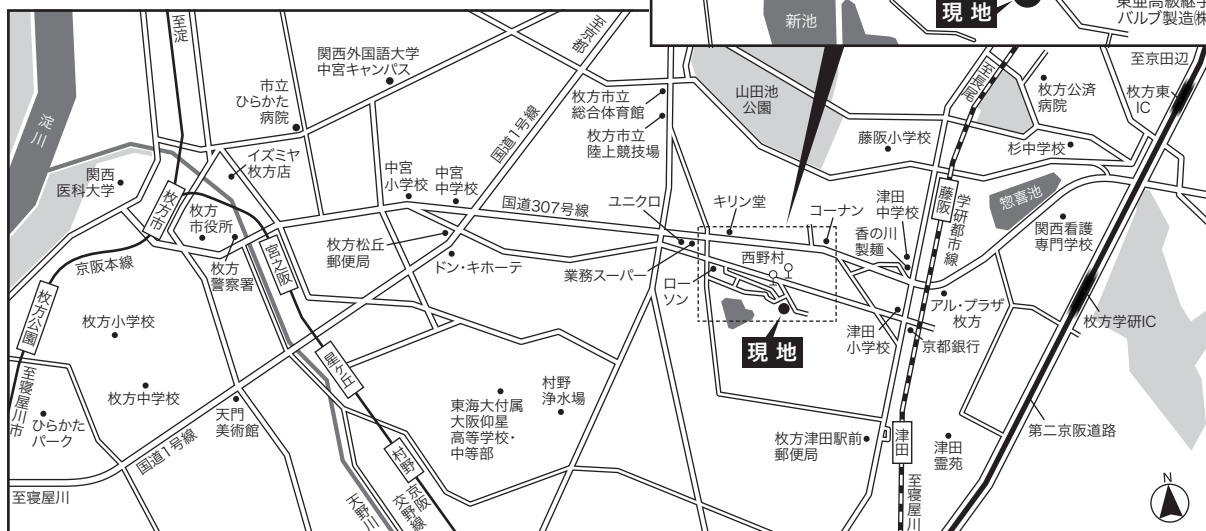 東亜高級継手
バルブ製造㈱
現地
新池
至淀
至京都
至長尾
至京田辺
関西外国語大学
中宮キャンパス
市立
ひらかた
病院
枚方市立
総合体育館
枚方市立
陸上競技場
山田池
公園
枚方公済
病院
枚方東
IC
淀川
国道1号線
藤阪小学校
杉中学校
関西
医科大学
イズミヤ
枚方店
中宮
小学校
中宮
中学校
国道307号線
ユニクロ
キリン堂
コーナン
津田
中学校
藤阪
学研都市線
惣喜池
枚方市
枚方
市役所
香の川
製麺
関西看護
専門学校
枚方
警察署
宮之阪
枚方松丘
郵便局
ドン・キホーテ
業務スーパー
西野村
ロー
ソン
京阪本線
アル・プラザ
枚方
枚方公園
枚方小学校
津田
小学校
京都銀行
枚方学研IC
現地
星ヶ丘
至寝屋川市
枚方中学校
村野
浄水場
東海大付属
大阪仰星
高等学校・
中等部
ひらかた
パーク
天門
美術館
国道1号線
枚方津田駅前
郵便局
津田
津田
霊苑
第二京阪道路
村野
至寝屋川
天野川
京阪
交野線
至寝屋川
N